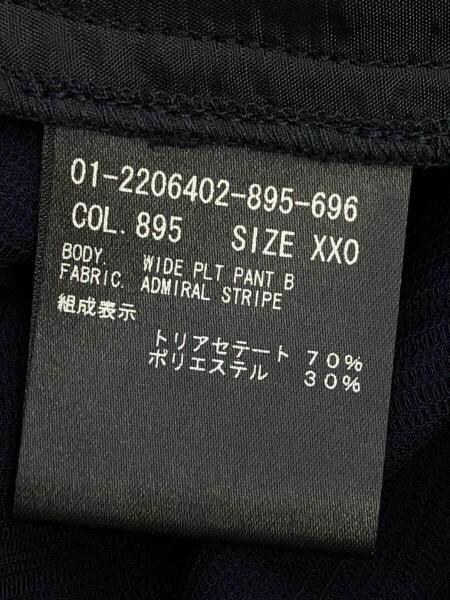 01-2206402-895-696
COL. 895 SIZE XXO
BODY. WIDE PLT PANT B
FABRIC. ADMIRAL STRIPE
組成表示
トリアセテート 70%
ポリエステル 30%